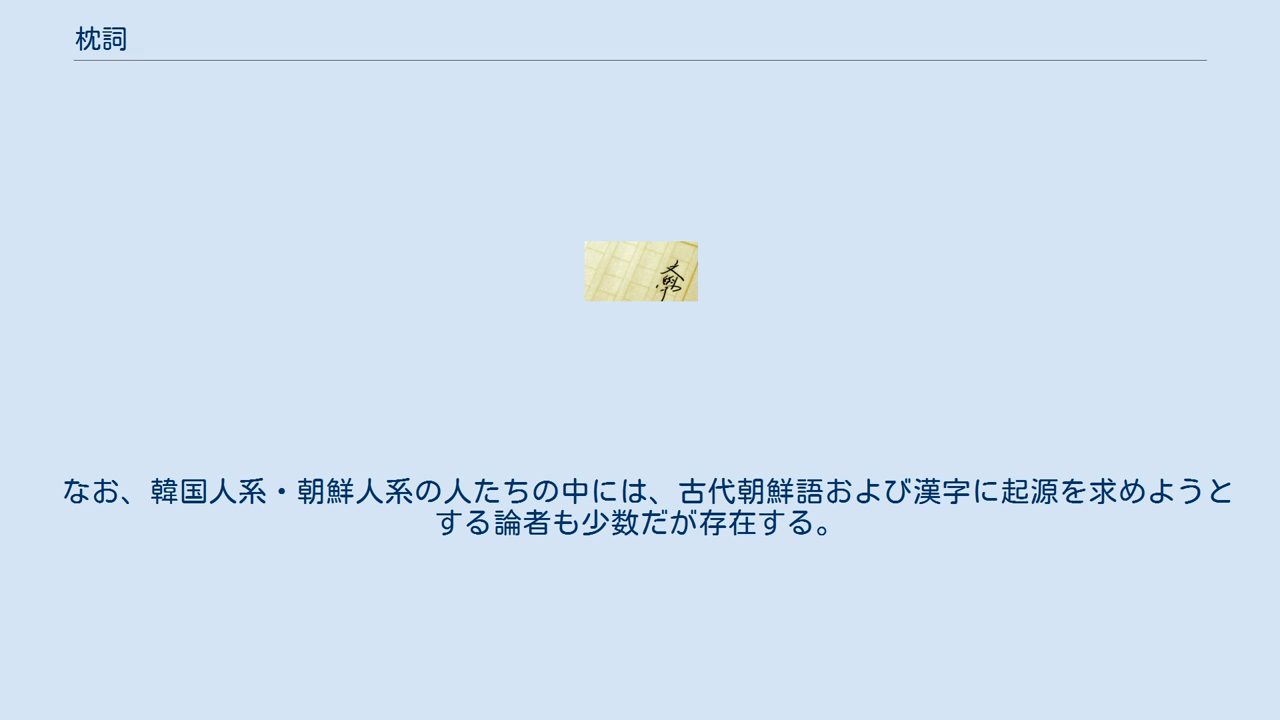 枕詞
なお、韓国人系・朝鮮人系の人たちの中には、古代朝鮮語および漢字に起源を求めようと
する論者も少数だが存在する。